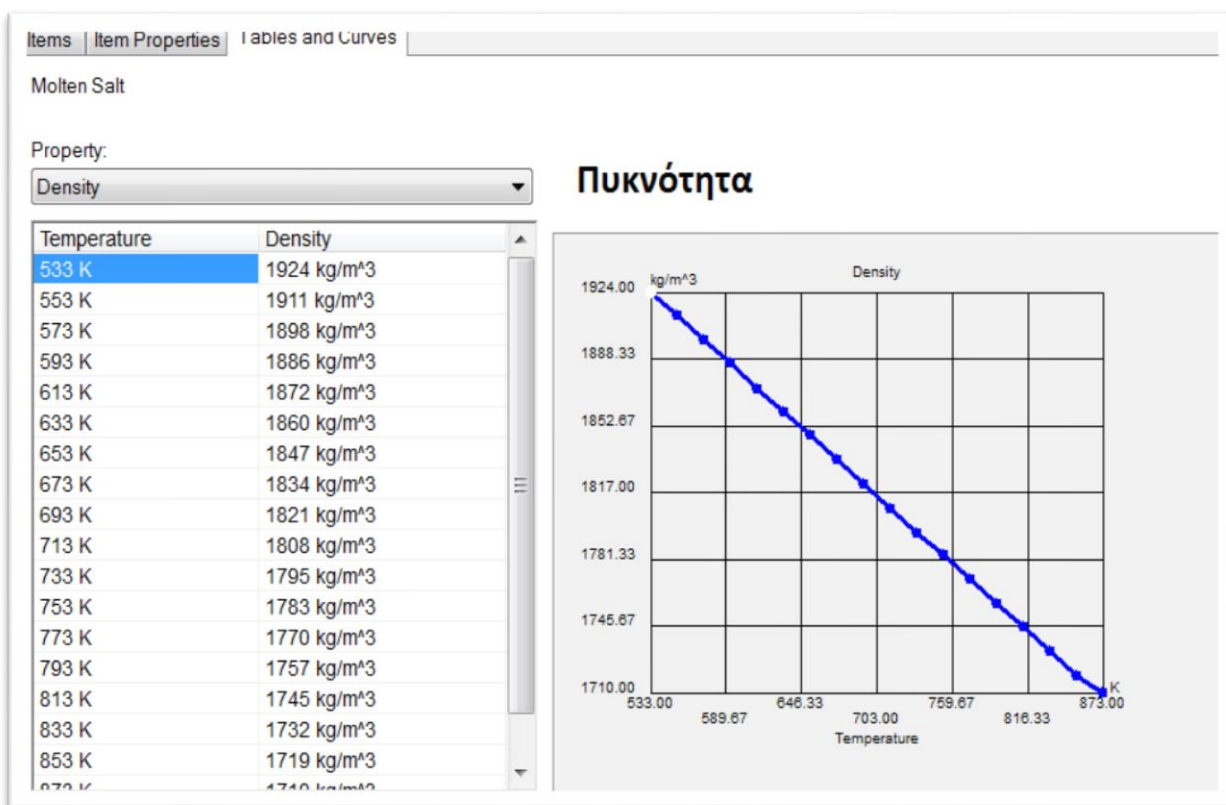 Items Item Properties Tables and Curves
Molten Salt
Property:
Density
Πυκνότητα
Temperature Density
533 K 1924 kg/m^3
553 K 1911 kg/m^3
573 K 1898 kg/m^3
593 K 1886 kg/m^3
613 K 1872 kg/m^3
633 K 1860 kg/m^3
653 K 1847 kg/m^3
673 K 1834 kg/m^3
693 K 1821 kg/m^3
713 K 1808 kg/m^3
733 K 1795 kg/m^3
753 K 1783 kg/m^3
773 K 1770 kg/m^3
793 K 1757 kg/m^3
813 K 1745 kg/m^3
833 K 1732 kg/m^3
853 K 1719 kg/m^3
873 K 1710 kg/m^3
Density
kg/m^3
1924.00
1888.33
1852.67
1817.00
1781.33
1745.67
1710.00
K
533.00 646.33 759.67 873.00
589.67 703.00 816.33
Temperature